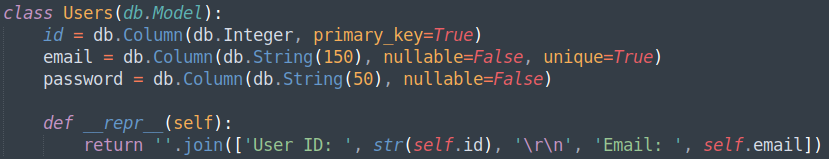 class Users(db.Model):
    id = db.Column(db.Integer, primary_key=True)
    email = db.Column(db.String(150), nullable=False, unique=True)
    password = db.Column(db.String(50), nullable=False)

    def __repr__(self):
        return ''.join(['User ID: ', str(self.id), '\r\n', 'Email: ', self.email])